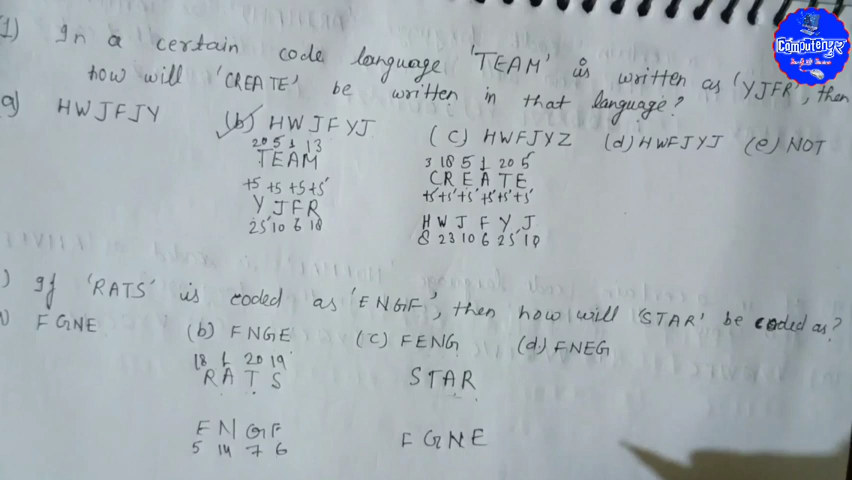 1) In a certain code language 'TEAM' is written as 'YJFR', then
how will 'CREATE' be written in that language?
a) HWJFJY (b) HWJFYJ (c) HWFJYZ (d) HWFJYJ (e) NOT
20 5 1 13
TEAM
+5 +5 +5 +5
YJFR
25 10 6 18
3 18 5 1 20 5
CREATE
+5 +5 +5 +5 +5 +5
H W J F Y J
8 23 10 6 25 10
) If 'RATS' is coded as 'ENGF', then how will 'STAR' be coded as?
) FGNE (b) FNGE (c) FENG (d) FNEG
18 1 20 19
RATS STAR
ENGF FGNE
5 14 7 6
Computenzr